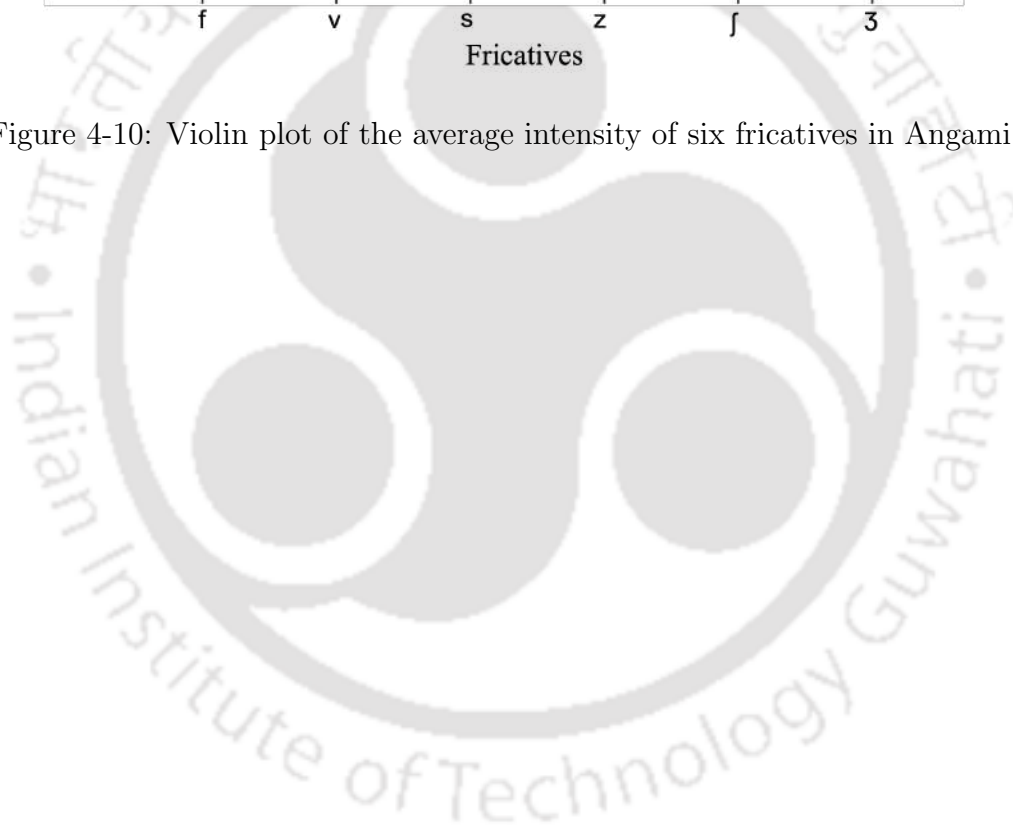 f v s z ʃ ʒ
Fricatives
Figure 4-10: Violin plot of the average intensity of six fricatives in Angami
Indian Institute of Technology Guwahati